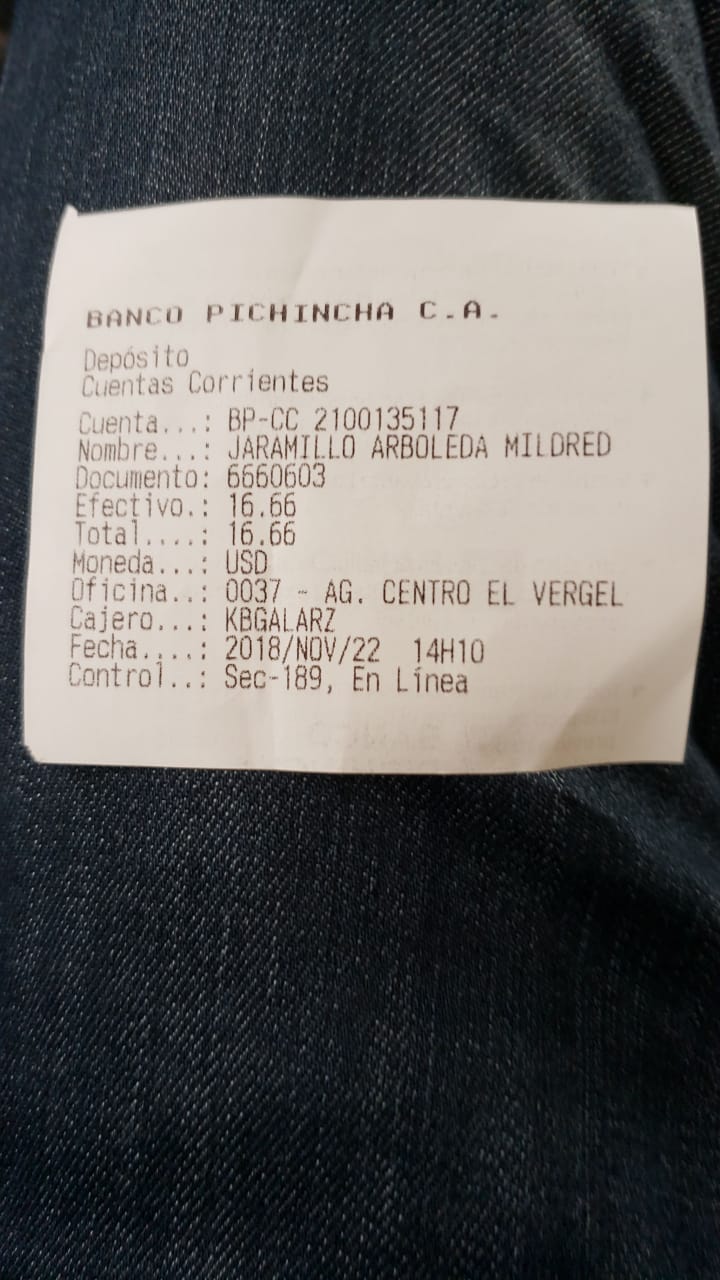 BANCO PICHINCHA C.A.
Depósito
Cuentas Corrientes
Cuenta...: BP-CC 2100135117
Nombre...: JARAMILLO ARBOLEDA MILDRED
Documento: 6660603
Efectivo.: 16.66
Total....: 16.66
Moneda...: USD
Oficina..: 0037 - AG. CENTRO EL VERGEL
Cajero...: KBGALARZ
Fecha....: 2018/NOV/22 14H10
Control..: Sec-189, En Línea